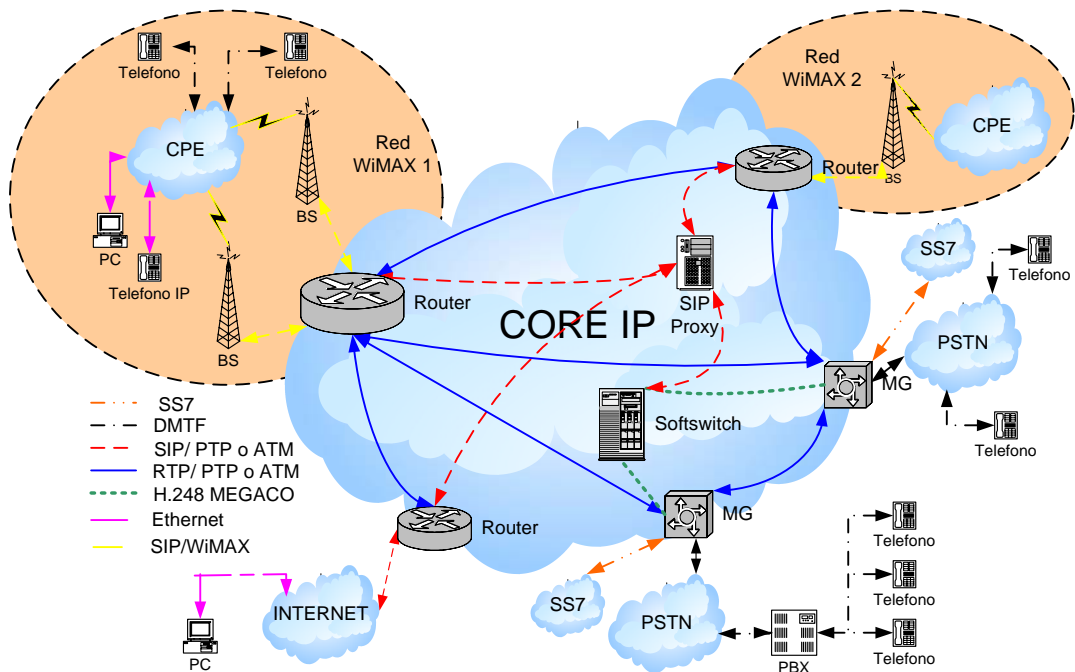 Telefono
Telefono
CPE
Red
WiMAX 1
BS
PC
Telefono IP
BS
Red
WiMAX 2
CPE
BS
Router
Router
SIP
Proxy
CORE IP
SS7
Telefono
PSTN
MG
Telefono
Softswitch
MG
Router
SS7
DMTF
SIP/ PTP o ATM
RTP/ PTP o ATM
H.248 MEGACO
Ethernet
SIP/WiMAX
INTERNET
PC
SS7
PSTN
PBX
Telefono
Telefono
Telefono